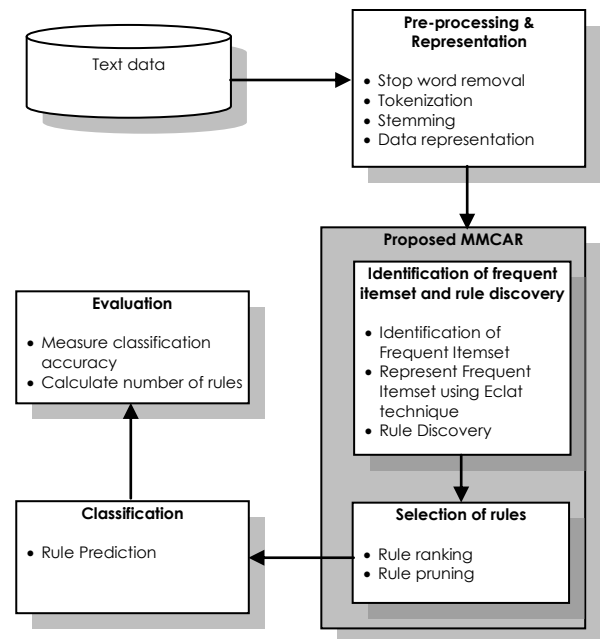 Text data
Pre-processing &
Representation
• Stop word removal
• Tokenization
• Stemming
• Data representation
Proposed MMCAR
Identification of frequent
itemset and rule discovery
• Identification of
Frequent Itemset
• Represent Frequent
Itemset using Eclat
technique
• Rule Discovery
Selection of rules
• Rule ranking
• Rule pruning
Classification
• Rule Prediction
Evaluation
• Measure classification
accuracy
• Calculate number of rules